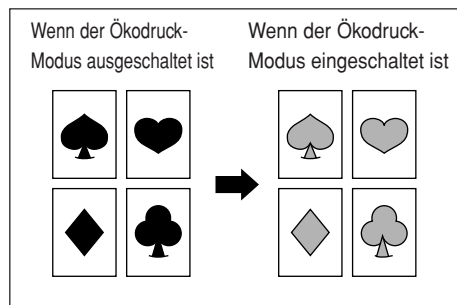 Wenn der Ökodruck-
Modus ausgeschaltet ist
Wenn der Ökodruck-
Modus eingeschaltet ist